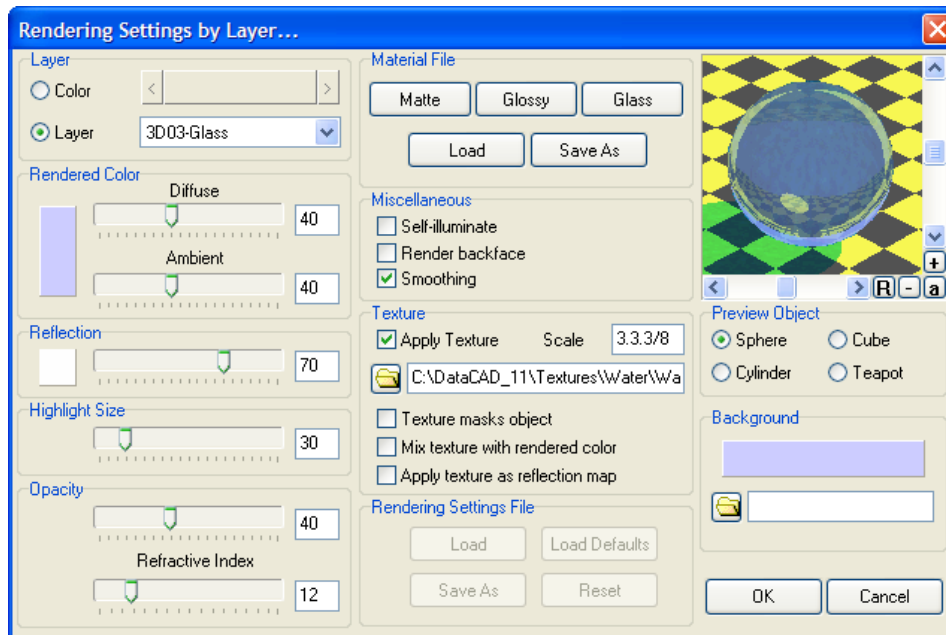 Rendering Settings by Layer...
Layer
Color
Layer
3D03-Glass
Rendered Color
Diffuse
40
Ambient
40
Reflection
70
Highlight Size
30
Opacity
40
Refractive Index
12
Material File
Matte
Glossy
Glass
Load
Save As
Miscellaneous
Self-illuminate
Render backface
Smoothing
Texture
Apply Texture
Scale
3.3.3/8
C:\DataCAD_11\Textures\Water\Wa
Texture masks object
Mix texture with rendered color
Apply texture as reflection map
Rendering Settings File
Load
Load Defaults
Save As
Reset
+
R
-
a
Preview Object
Sphere
Cube
Cylinder
Teapot
Background
OK
Cancel